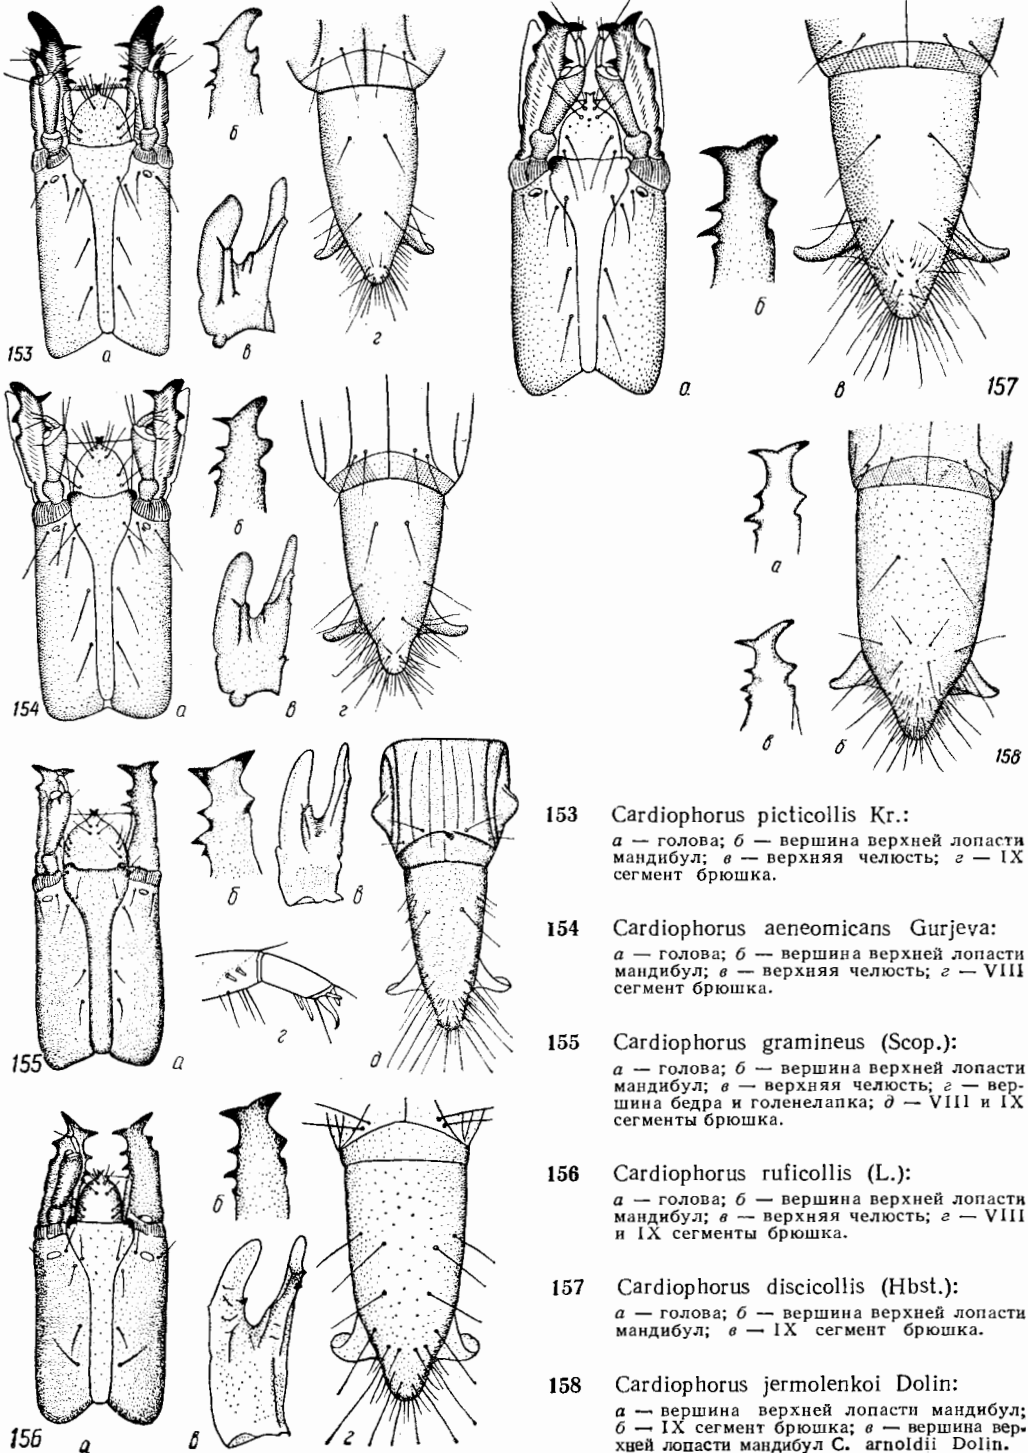 б
153
а
в
г
б
а
б
в
157
154
а
б
в
г
а
в
б
158
155
а
б
в
г
д
156
а
б
в
г
153 Cardiophorus picticollis Kr.:
а — голова; б — вершина верхней лопасти
мандибул; в — верхняя челюсть; г — IX
сегмент брюшка.
154 Cardiophorus aeneomicans Gurjeva:
а — голова; б — вершина верхней лопасти
мандибул; в — верхняя челюсть; г — VIII
сегмент брюшка.
155 Cardiophorus gramineus (Scop.):
а — голова; б — вершина верхней лопасти
мандибул; в — верхняя челюсть; г — вер-
шина бедра и голенелапка; д — VIII и IX
сегменты брюшка.
156 Cardiophorus ruficollis (L.):
а — голова; б — вершина верхней лопасти
мандибул; в — верхняя челюсть; г — VIII
и IX сегменты брюшка.
157 Cardiophorus discicollis (Hbst.):
а — голова; б — вершина верхней лопасти
мандибул; в — IX сегмент брюшка.
158 Cardiophorus jermolenkoi Dolin:
а — вершина верхней лопасти мандибул;
б — IX сегмент брюшка; в — вершина вер-
хней лопасти мандибул C. arnoldii Dolin.